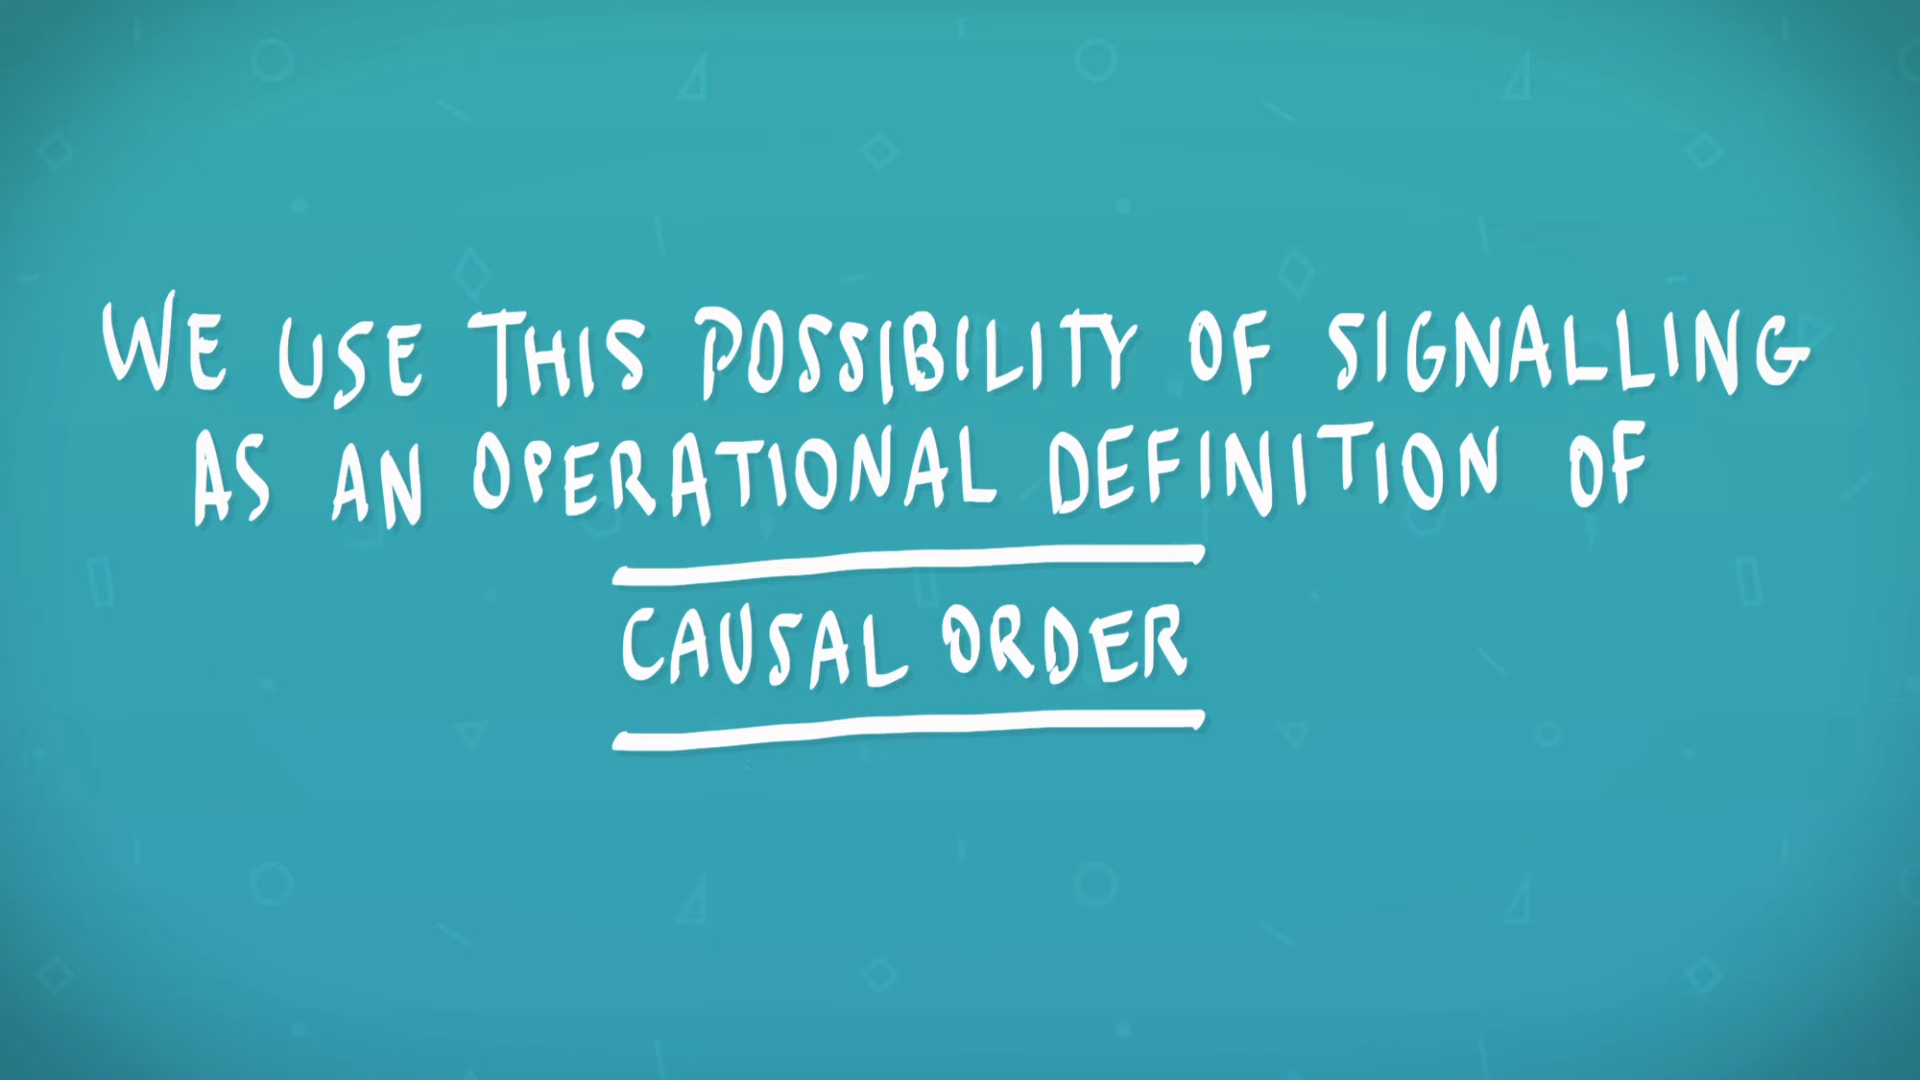 WE USE THIS POSSIBILITY OF SIGNALLING
AS AN OPERATIONAL DEFINITION OF
CAUSAL ORDER